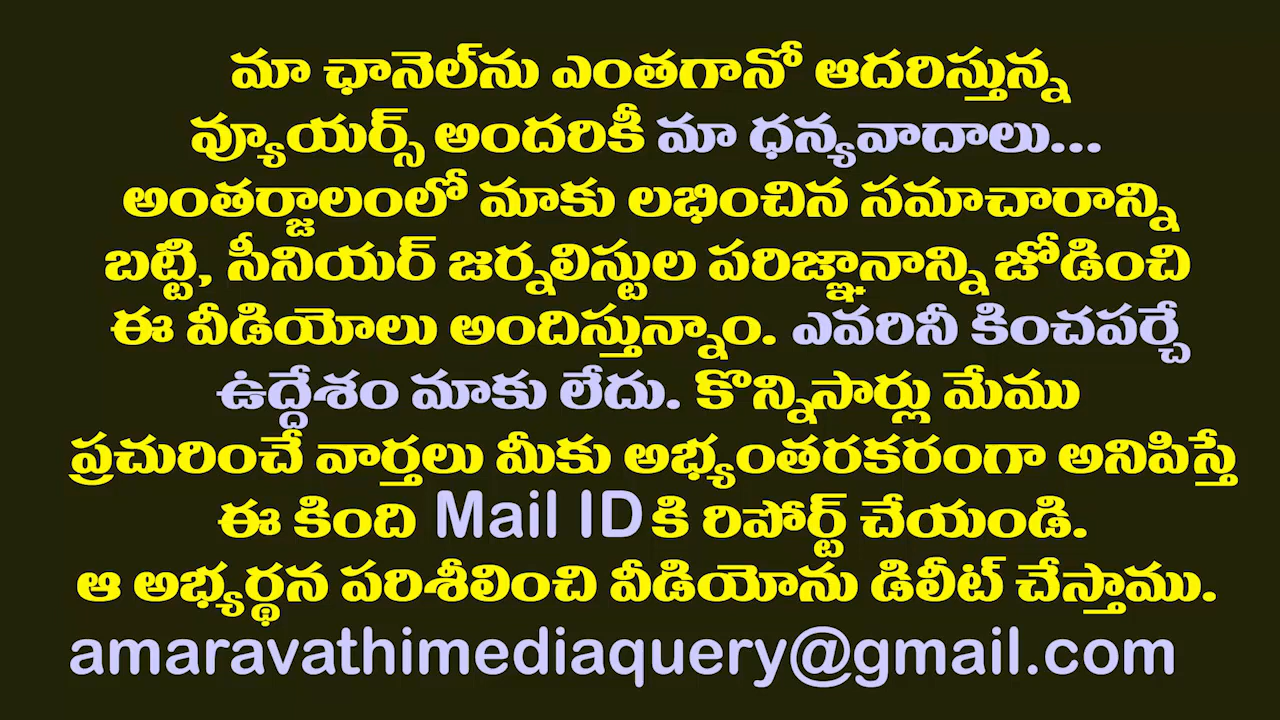 మా ఛానెల్‌ను ఎంతగానో ఆదరిస్తున్న
వ్యూయర్స్ అందరికీ మా ధన్యవాదాలు...
అంతర్జాలంలో మాకు లభించిన సమాచారాన్ని
బట్టి, సీనియర్ జర్నలిస్టుల పరిజ్ఞానాన్ని జోడించి
ఈ వీడియోలు అందిస్తున్నాం. ఎవరినీ కించపర్చే
ఉద్దేశం మాకు లేదు. కొన్నిసార్లు మేము
ప్రచురించే వార్తలు మీకు అభ్యంతరకరంగా అనిపిస్తే
ఈ కింది Mail ID కి రిపోర్ట్ చేయండి.
ఆ అభ్యర్థన పరిశీలించి వీడియోను డిలీట్ చేస్తాము.
amaravathimediaquery@gmail.com